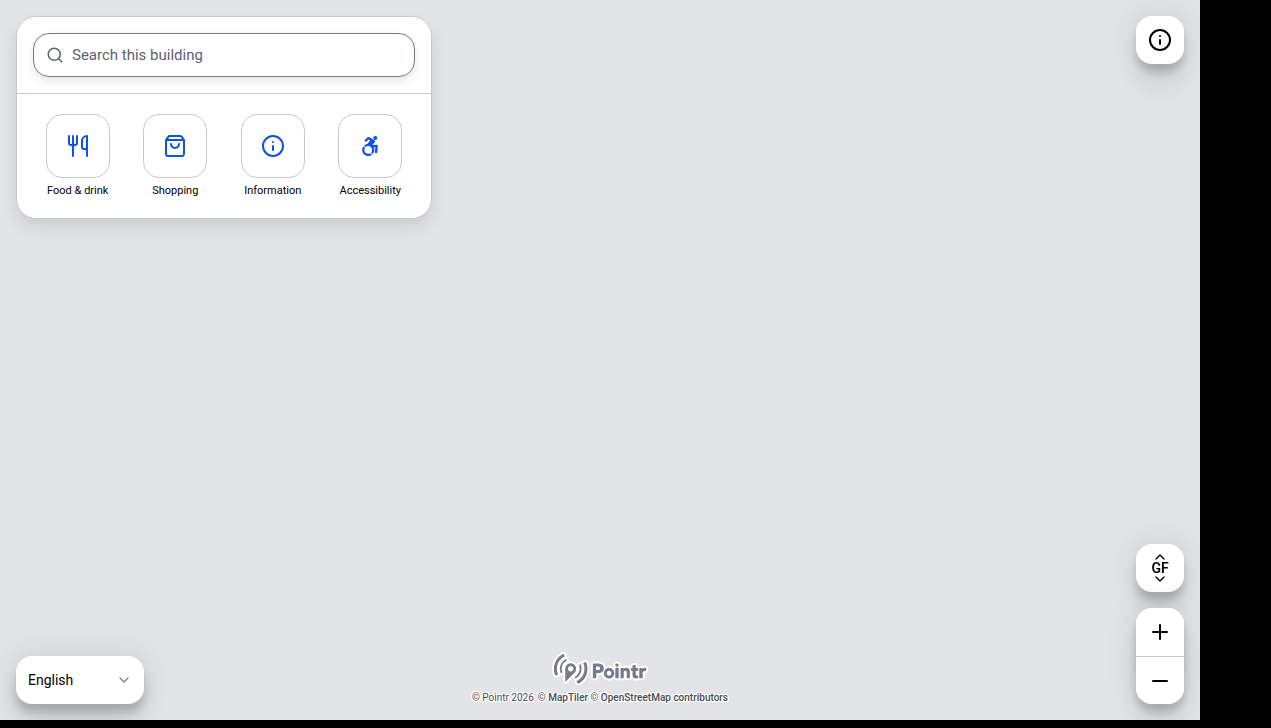 Search this building
Food & drink
Shopping
Information
Accessibility
GF
English
Pointr
© Pointr 2026 © MapTiler © OpenStreetMap contributors